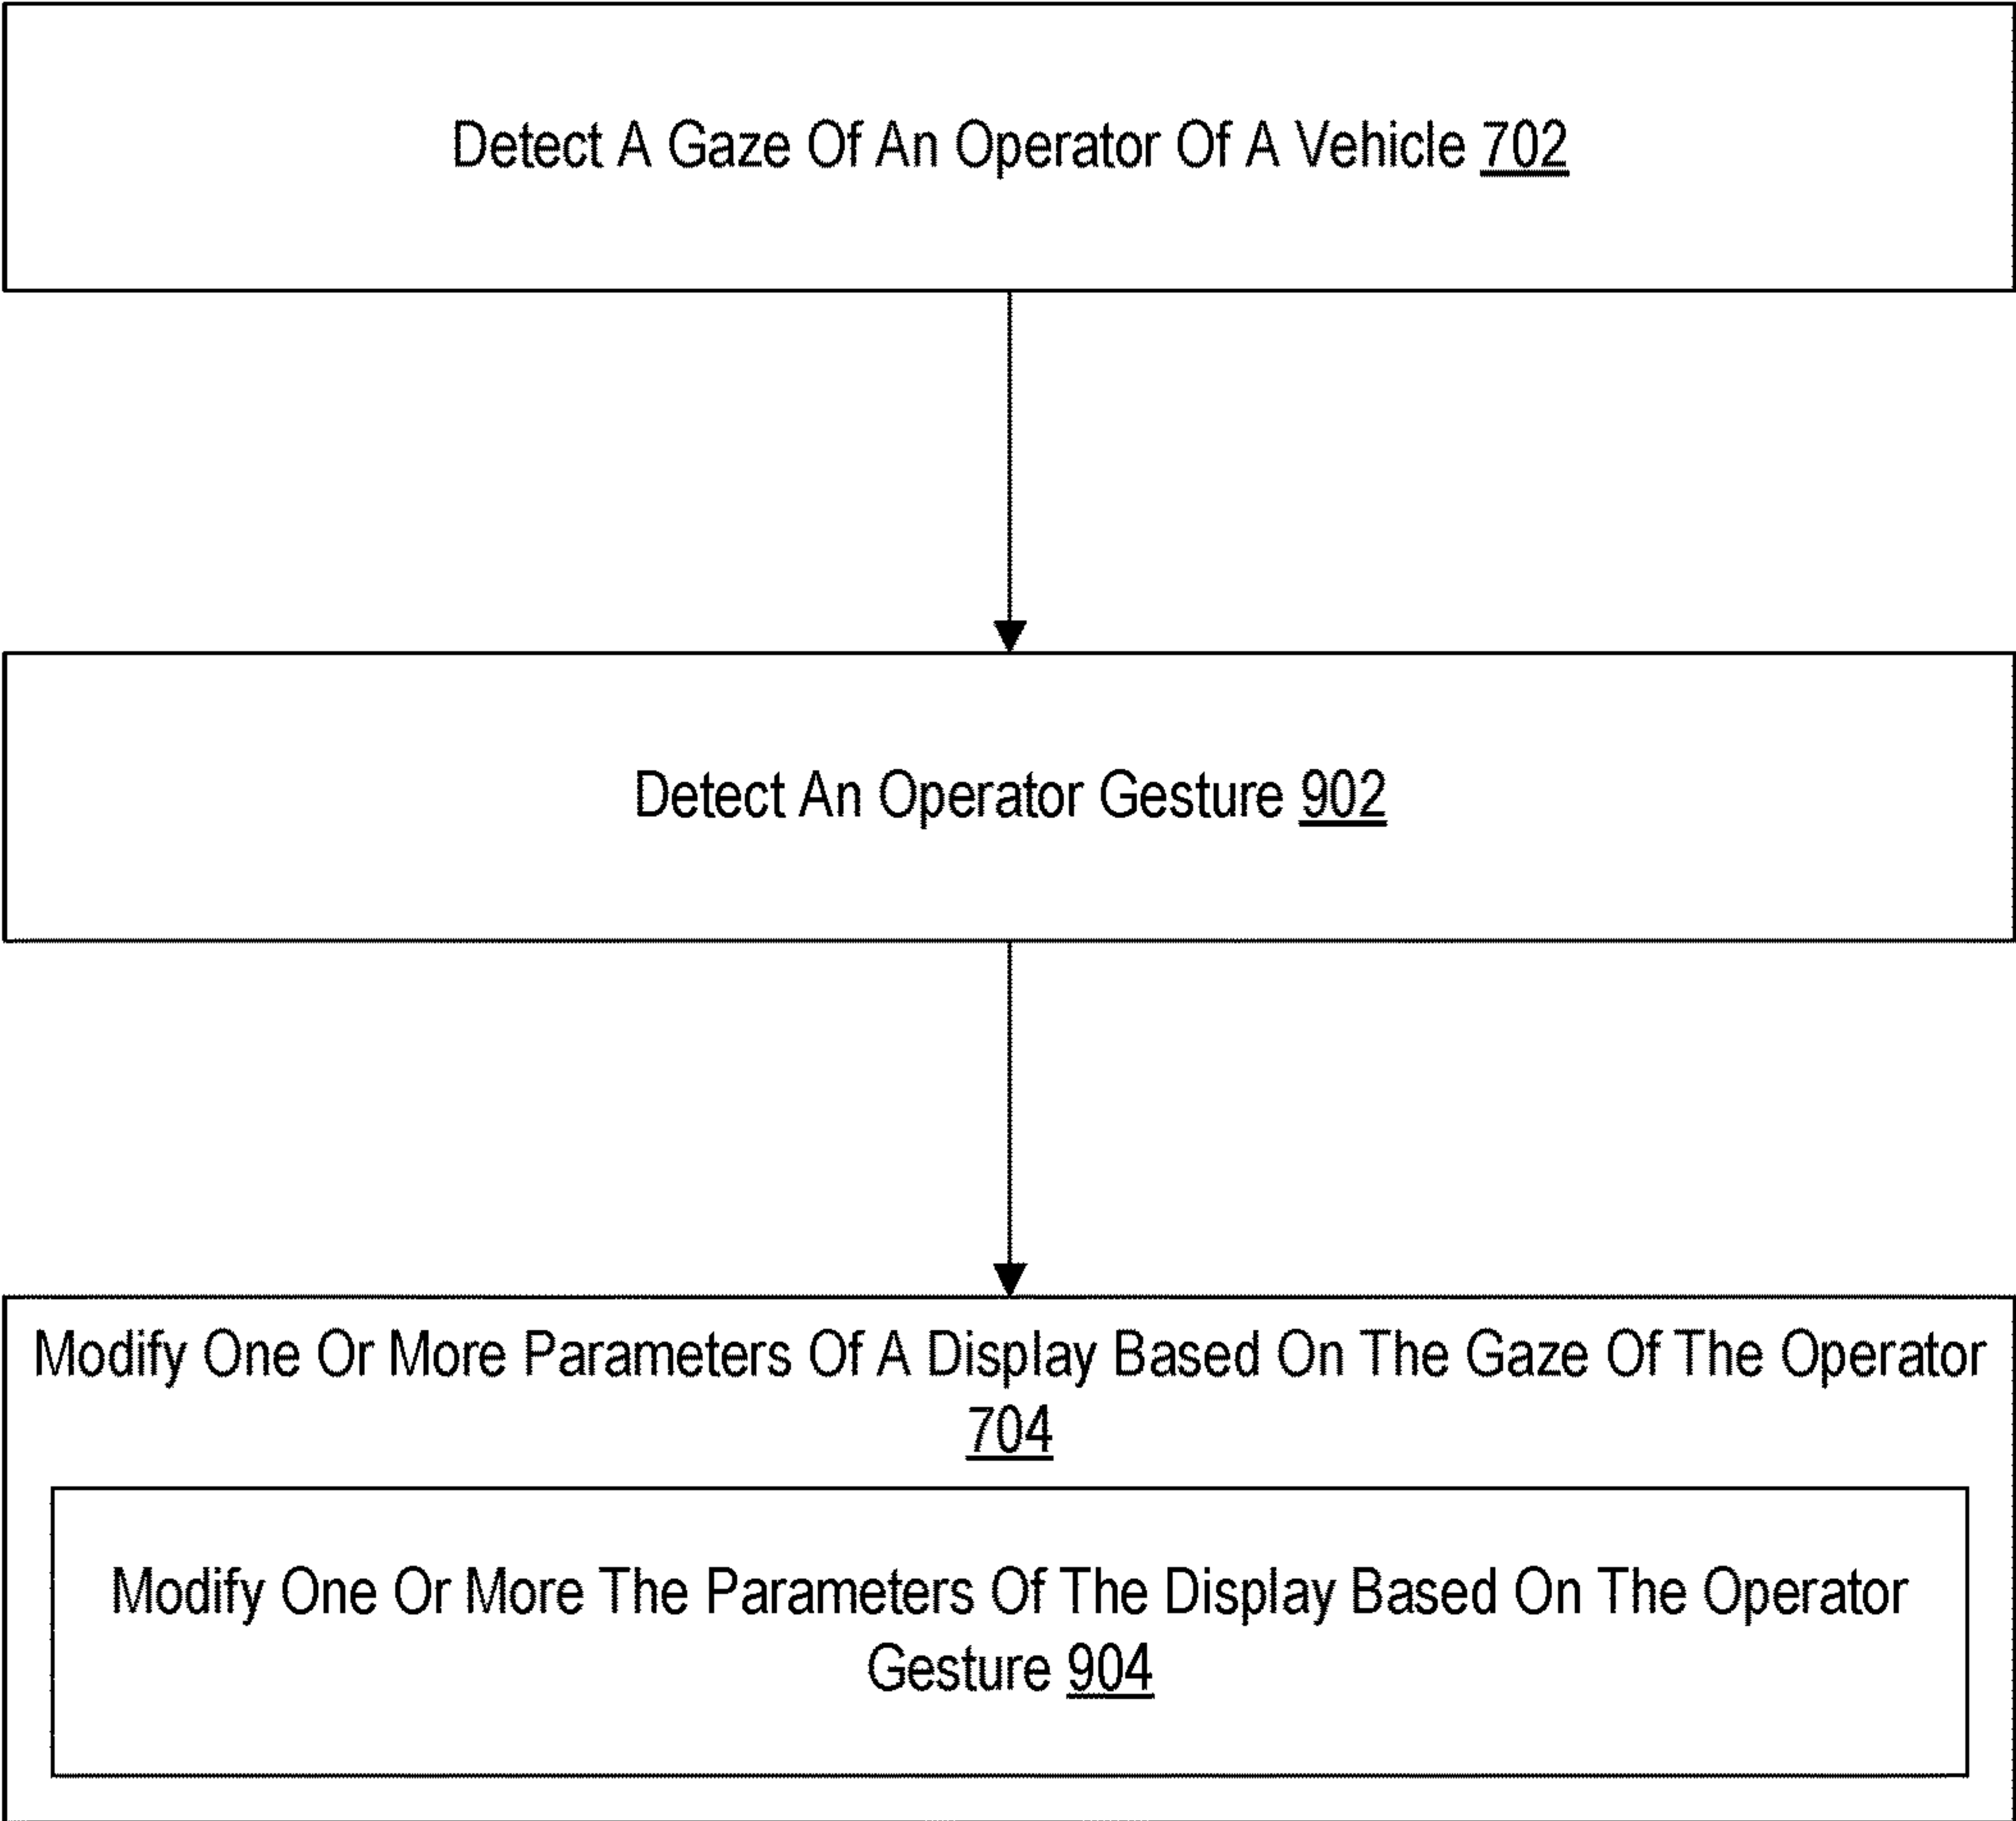 Detect A Gaze Of An Operator Of A Vehicle 702
Detect An Operator Gesture 902
Modify One Or More Parameters Of A Display Based On The Gaze Of The Operator
704
Modify One Or More The Parameters Of The Display Based On The Operator
Gesture 904